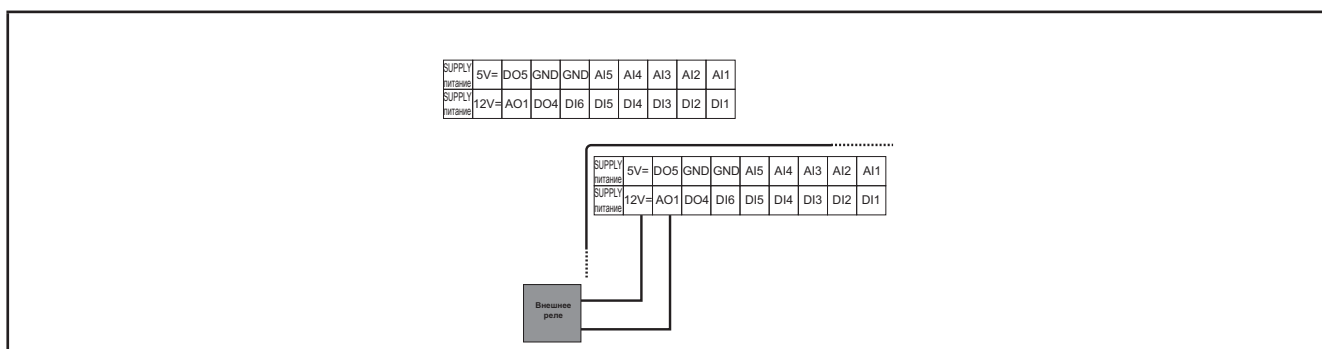 SUPPLY питание 5V= DO5 GND GND AI5 AI4 AI3 AI2 AI1
SUPPLY питание 12V= AO1 DO4 DI6 DI5 DI4 DI3 DI2 DI1
SUPPLY питание 5V= DO5 GND GND AI5 AI4 AI3 AI2 AI1
SUPPLY питание 12V= AO1 DO4 DI6 DI5 DI4 DI3 DI2 DI1
Внешнее
реле